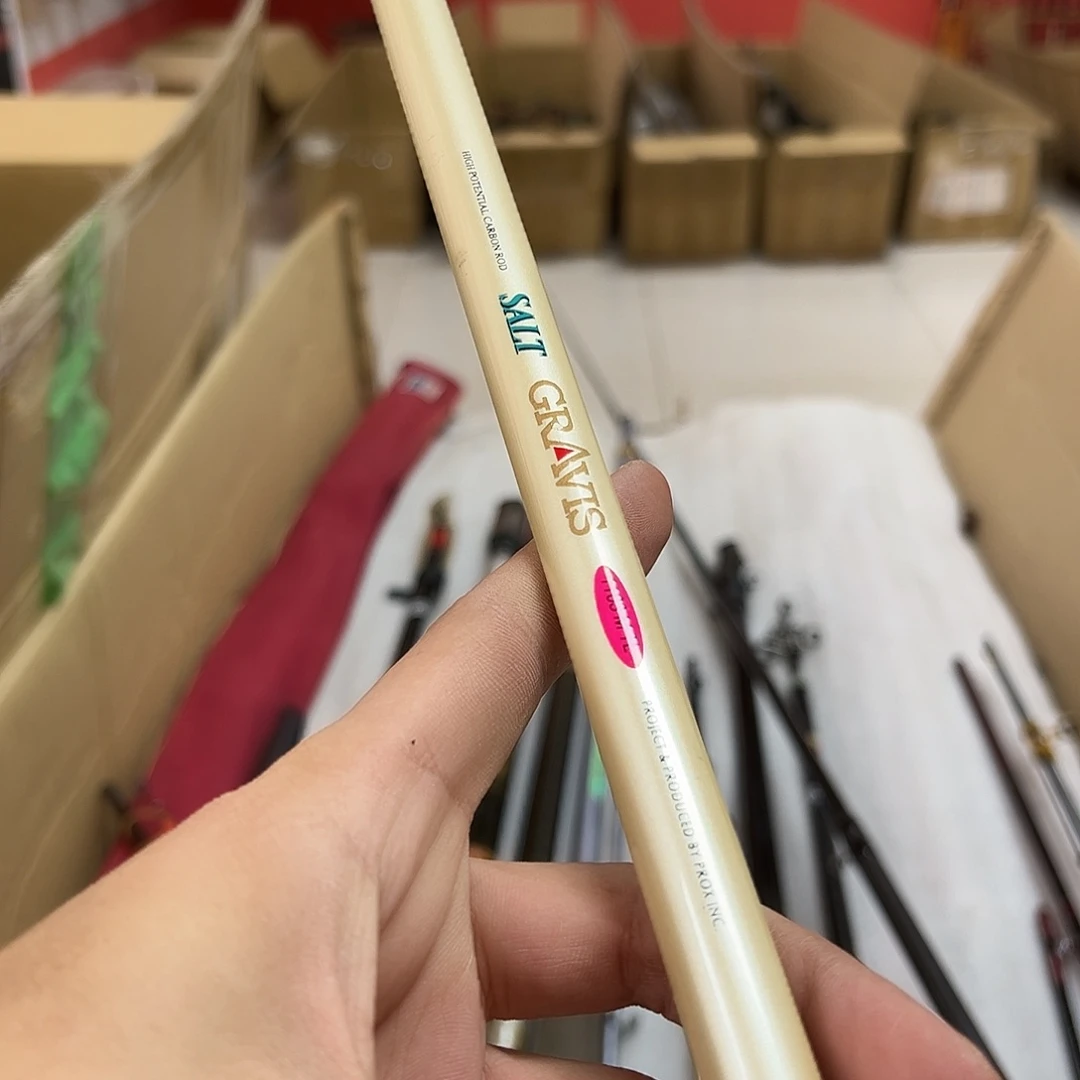 HIGH POTENTIAL CARBON ROD
SALT
GRAVIS
PROJECT & PRODUCED BY PROX INC.